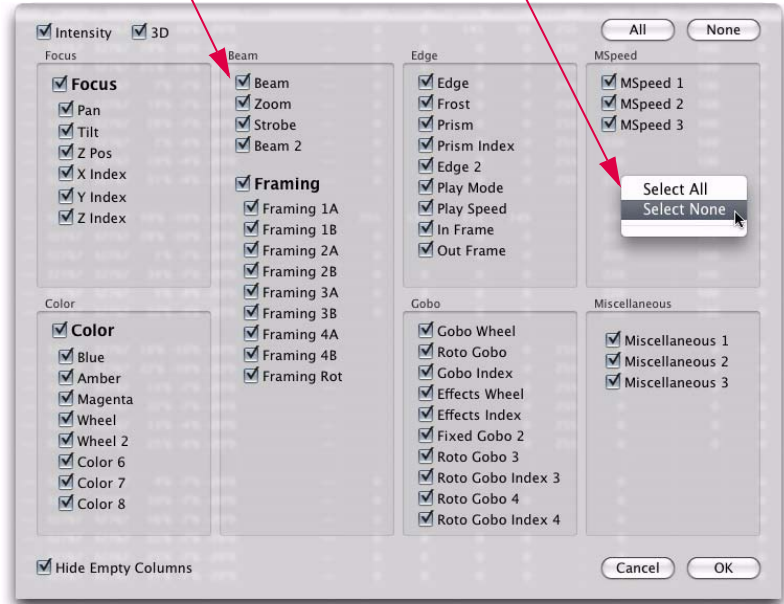 Intensity
3D
All
None
Focus
Focus
Pan
Tilt
Z Pos
X Index
Y Index
Z Index
Beam
Beam
Zoom
Strobe
Beam 2
Framing
Framing 1A
Framing 1B
Framing 2A
Framing 2B
Framing 3A
Framing 3B
Framing 4A
Framing 4B
Framing Rot
Edge
Edge
Frost
Prism
Prism Index
Edge 2
Play Mode
Play Speed
In Frame
Out Frame
MSpeed
MSpeed 1
MSpeed 2
MSpeed 3
Select All
Select None
Color
Color
Blue
Amber
Magenta
Wheel
Wheel 2
Color 6
Color 7
Color 8
Gobo
Gobo Wheel
Roto Gobo
Gobo Index
Effects Wheel
Effects Index
Fixed Gobo 2
Roto Gobo 3
Roto Gobo Index 3
Roto Gobo 4
Roto Gobo Index 4
Miscellaneous
Miscellaneous 1
Miscellaneous 2
Miscellaneous 3
Hide Empty Columns
Cancel
OK